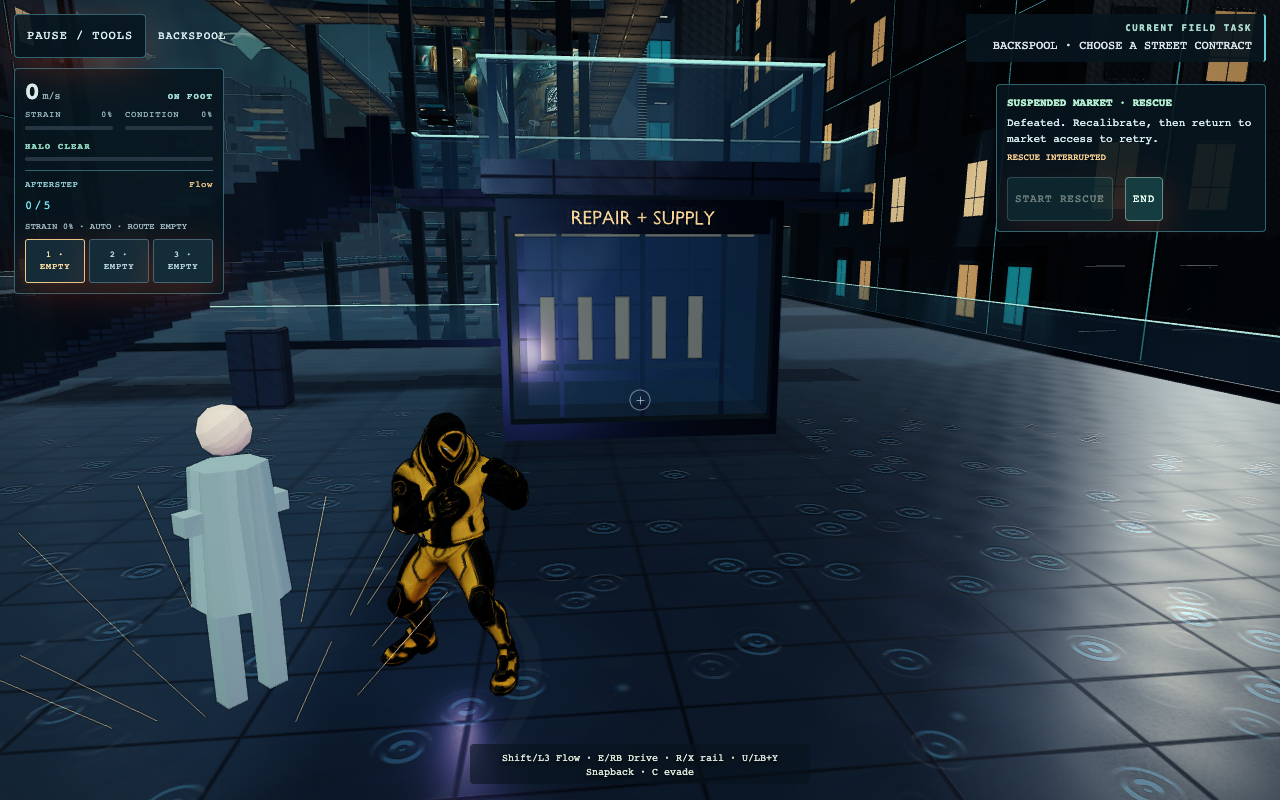 PAUSE / TOOLS
BACKSPOOL
0 m/s
ON FOOT
STRAIN 0%
CONDITION 0%
HALO CLEAR
AFTERSTEP
Flow
0/5
STRAIN 0% · AUTO · ROUTE EMPTY
1 · EMPTY
2 · EMPTY
3 · EMPTY
CURRENT FIELD TASK
BACKSPOOL · CHOOSE A STREET CONTRACT
SUSPENDED MARKET · RESCUE
Defeated. Recalibrate, then return to
market access to retry.
RESCUE INTERRUPTED
START RESCUE
END
REPAIR + SUPPLY
Shift/L3 Flow · E/RB Drive · R/X rail · U/LB+Y
Snapback · C evade